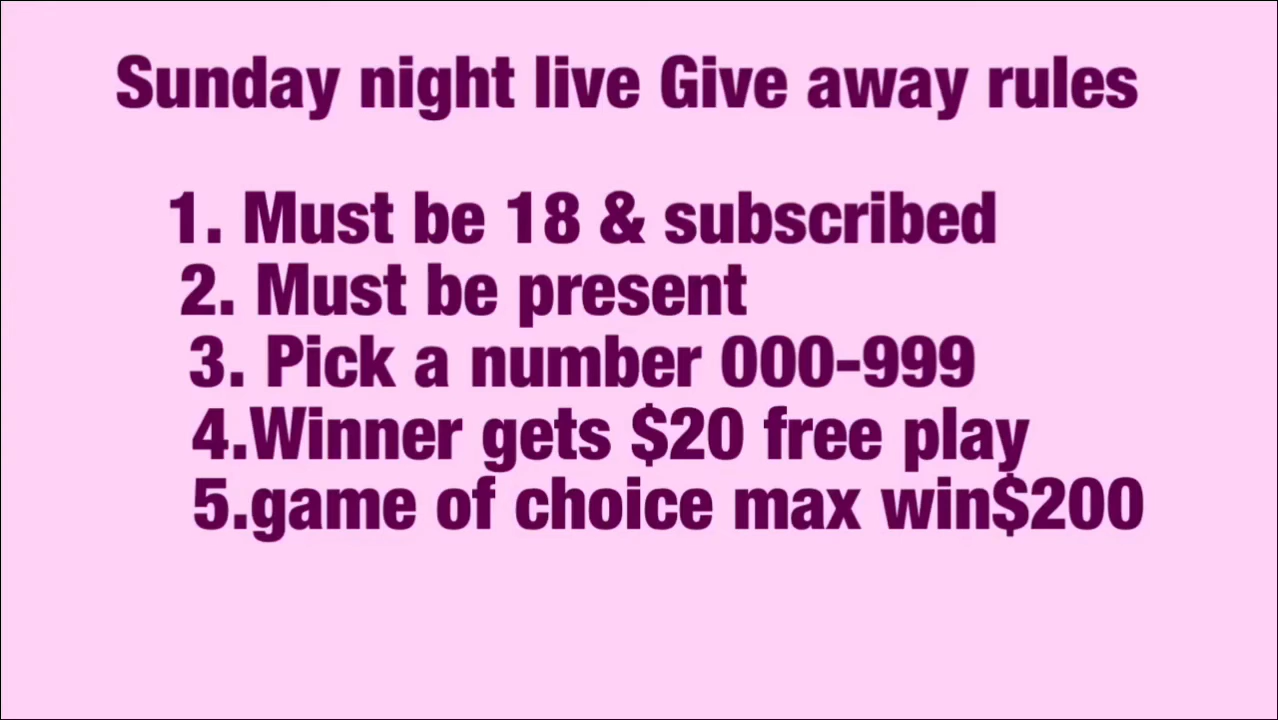 Sunday night live Give away rules
1. Must be 18 & subscribed
2. Must be present
3. Pick a number 000-999
4.Winner gets $20 free play
5.game of choice max win$200